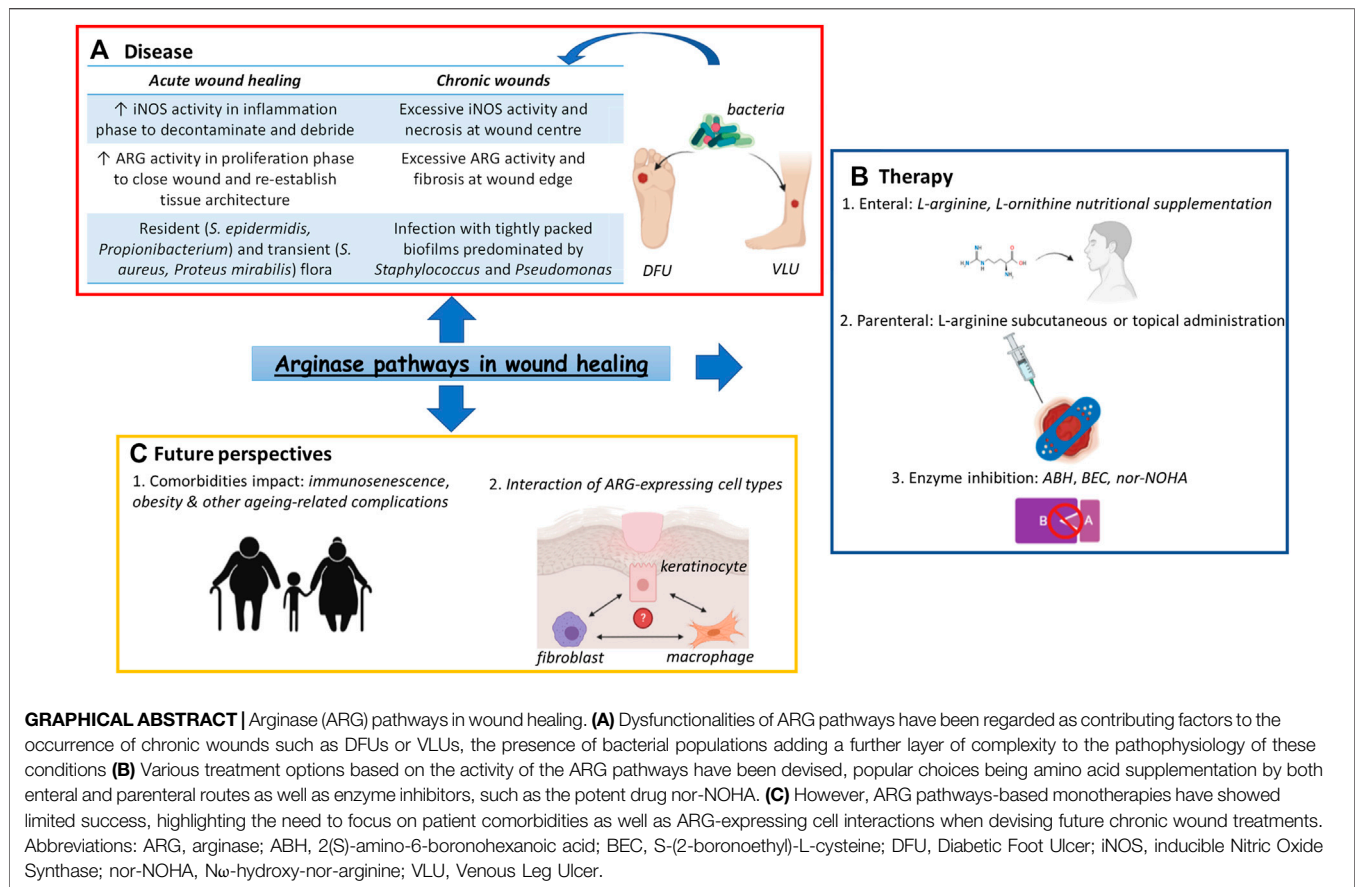 A Disease
Acute wound healing
Chronic wounds
↑ iNOS activity in inflammation
phase to decontaminate and debride
Excessive iNOS activity and
necrosis at wound centre
↑ ARG activity in proliferation phase
to close wound and re-establish
tissue architecture
Excessive ARG activity and
fibrosis at wound edge
Resident (S. epidermidis,
Propionibacterium) and transient (S.
aureus, Proteus mirabilis) flora
Infection with tightly packed
biofilms predominated by
Staphylococcus and Pseudomonas
bacteria
DFU
VLU
B Therapy
1. Enteral: L-arginine, L-ornithine nutritional supplementation
NH
H₂N
N
H
NH₂
O
OH
2. Parenteral: L-arginine subcutaneous or topical administration
3. Enzyme inhibition: ABH, BEC, nor-NOHA
B
A
Arginase pathways in wound healing
C Future perspectives
1. Comorbidities impact: immunosenescence,
obesity & other ageing-related complications
2. Interaction of ARG-expressing cell types
keratinocyte
?
fibroblast
macrophage
GRAPHICAL ABSTRACT | Arginase (ARG) pathways in wound healing. (A) Dysfunctionalities of ARG pathways have been regarded as contributing factors to the
occurrence of chronic wounds such as DFUs or VLUs, the presence of bacterial populations adding a further layer of complexity to the pathophysiology of these
conditions (B) Various treatment options based on the activity of the ARG pathways have been devised, popular choices being amino acid supplementation by both
enteral and parenteral routes as well as enzyme inhibitors, such as the potent drug nor-NOHA. (C) However, ARG pathways-based monotherapies have showed
limited success, highlighting the need to focus on patient comorbidities as well as ARG-expressing cell interactions when devising future chronic wound treatments.
Abbreviations: ARG, arginase; ABH, 2(S)-amino-6-boronohexanoic acid; BEC, S-(2-boronoethyl)-L-cysteine; DFU, Diabetic Foot Ulcer; iNOS, inducible Nitric Oxide
Synthase; nor-NOHA, Nω-hydroxy-nor-arginine; VLU, Venous Leg Ulcer.